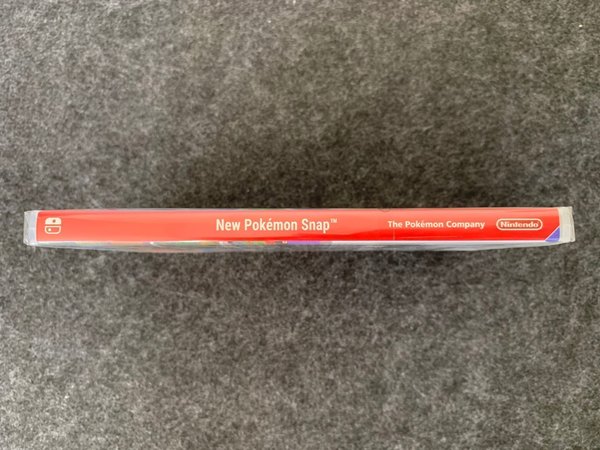 New Pokémon Snap™
The Pokémon Company
Nintendo